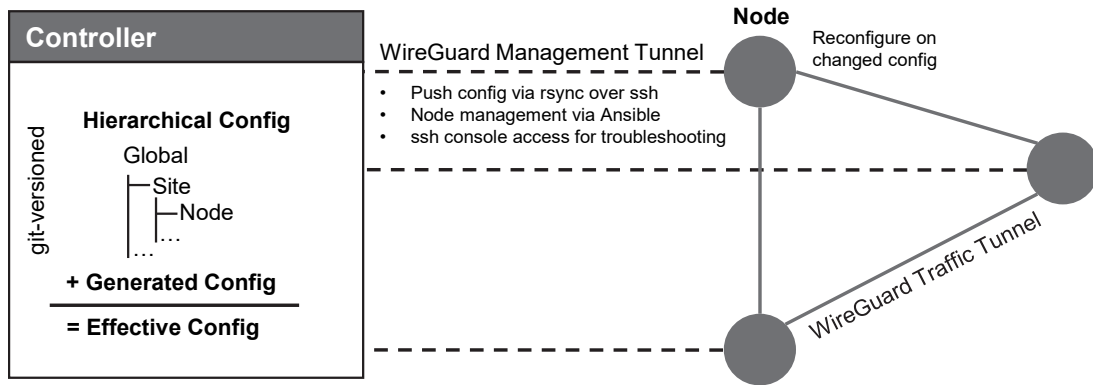 Controller
git-versioned
Hierarchical Config
Global
Site
Node
...
...
+ Generated Config
= Effective Config
WireGuard Management Tunnel
• Push config via rsync over ssh
• Node management via Ansible
• ssh console access for troubleshooting
Node
Reconfigure on
changed config
WireGuard Traffic Tunnel